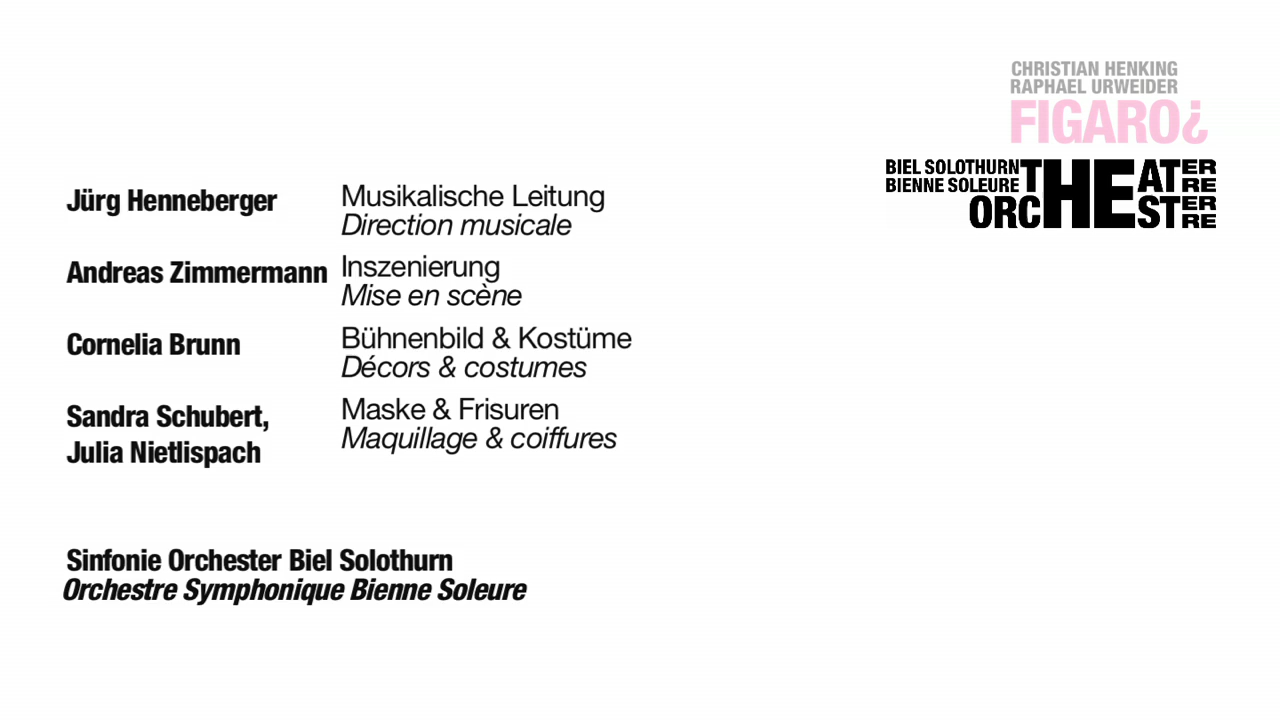 CHRISTIAN HENKING
RAPHAEL URWEIDER
FIGARO¿
BIEL SOLOTHURN THEATER
BIENNE SOLEURE THEATRE
ORCHESTER
ORCHESTRE
Jürg Henneberger Musikalische Leitung
Direction musicale
Andreas Zimmermann Inszenierung
Mise en scène
Cornelia Brunn Bühnenbild & Kostüme
Décors & costumes
Sandra Schubert, Maske & Frisuren
Julia Nietlispach Maquillage & coiffures
Sinfonie Orchester Biel Solothurn
Orchestre Symphonique Bienne Soleure